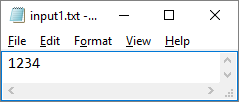 input1.txt -...
File Edit Format View Help
1234